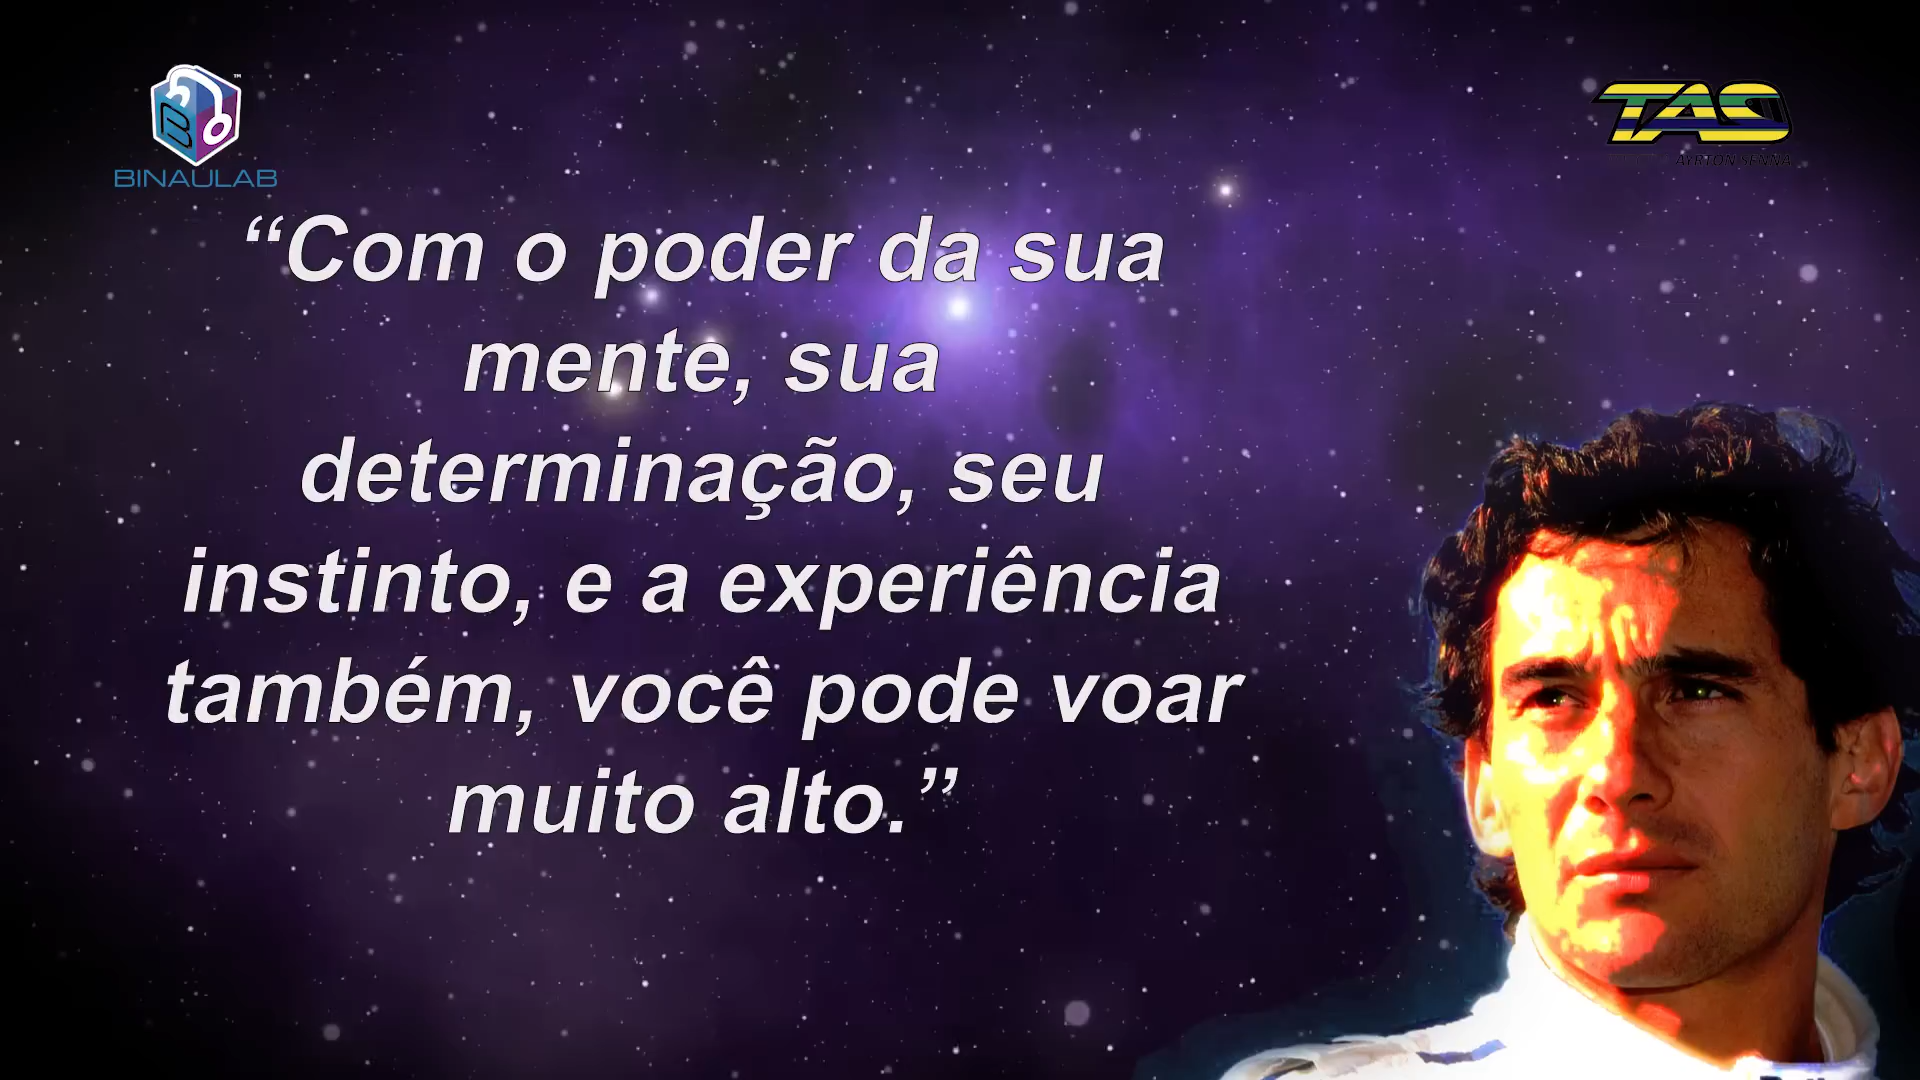 BINAULAB
TAS
AYRTON SENNA
“Com o poder da sua
mente, sua
determinação, seu
instinto, e a experiência
também, você pode voar
muito alto.”